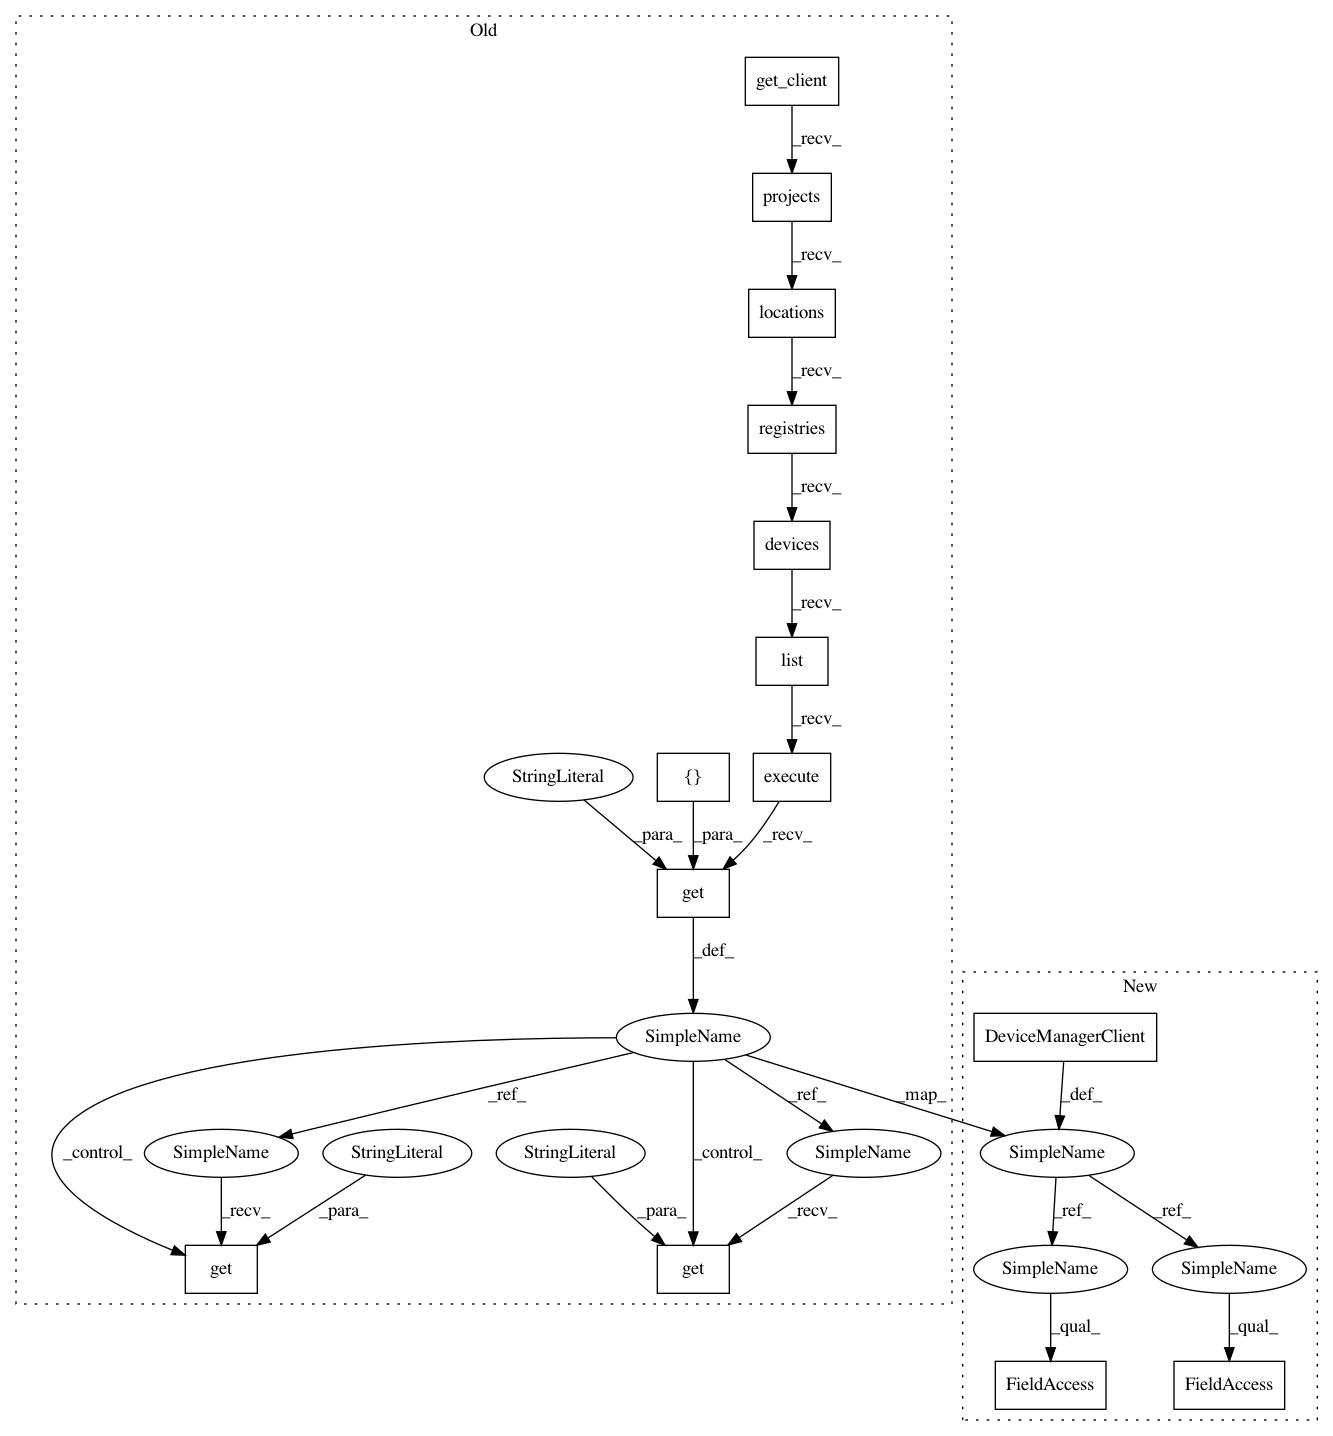 Old
get_client
_recv_
projects
_recv_
locations
_recv_
registries
_recv_
devices
_recv_
list
_recv_
StringLiteral
{}
execute
_para_
_para_
_recv_
get
_def_
New
SimpleName
DeviceManagerClient
_ref_
_ref_
_map_
_def_
_control_
SimpleName
StringLiteral
StringLiteral
_control_
SimpleName
SimpleName
_recv_
_para_
_para_
_recv_
_ref_
_ref_
get
get
SimpleName
SimpleName
_qual_
_qual_
FieldAccess
FieldAccess